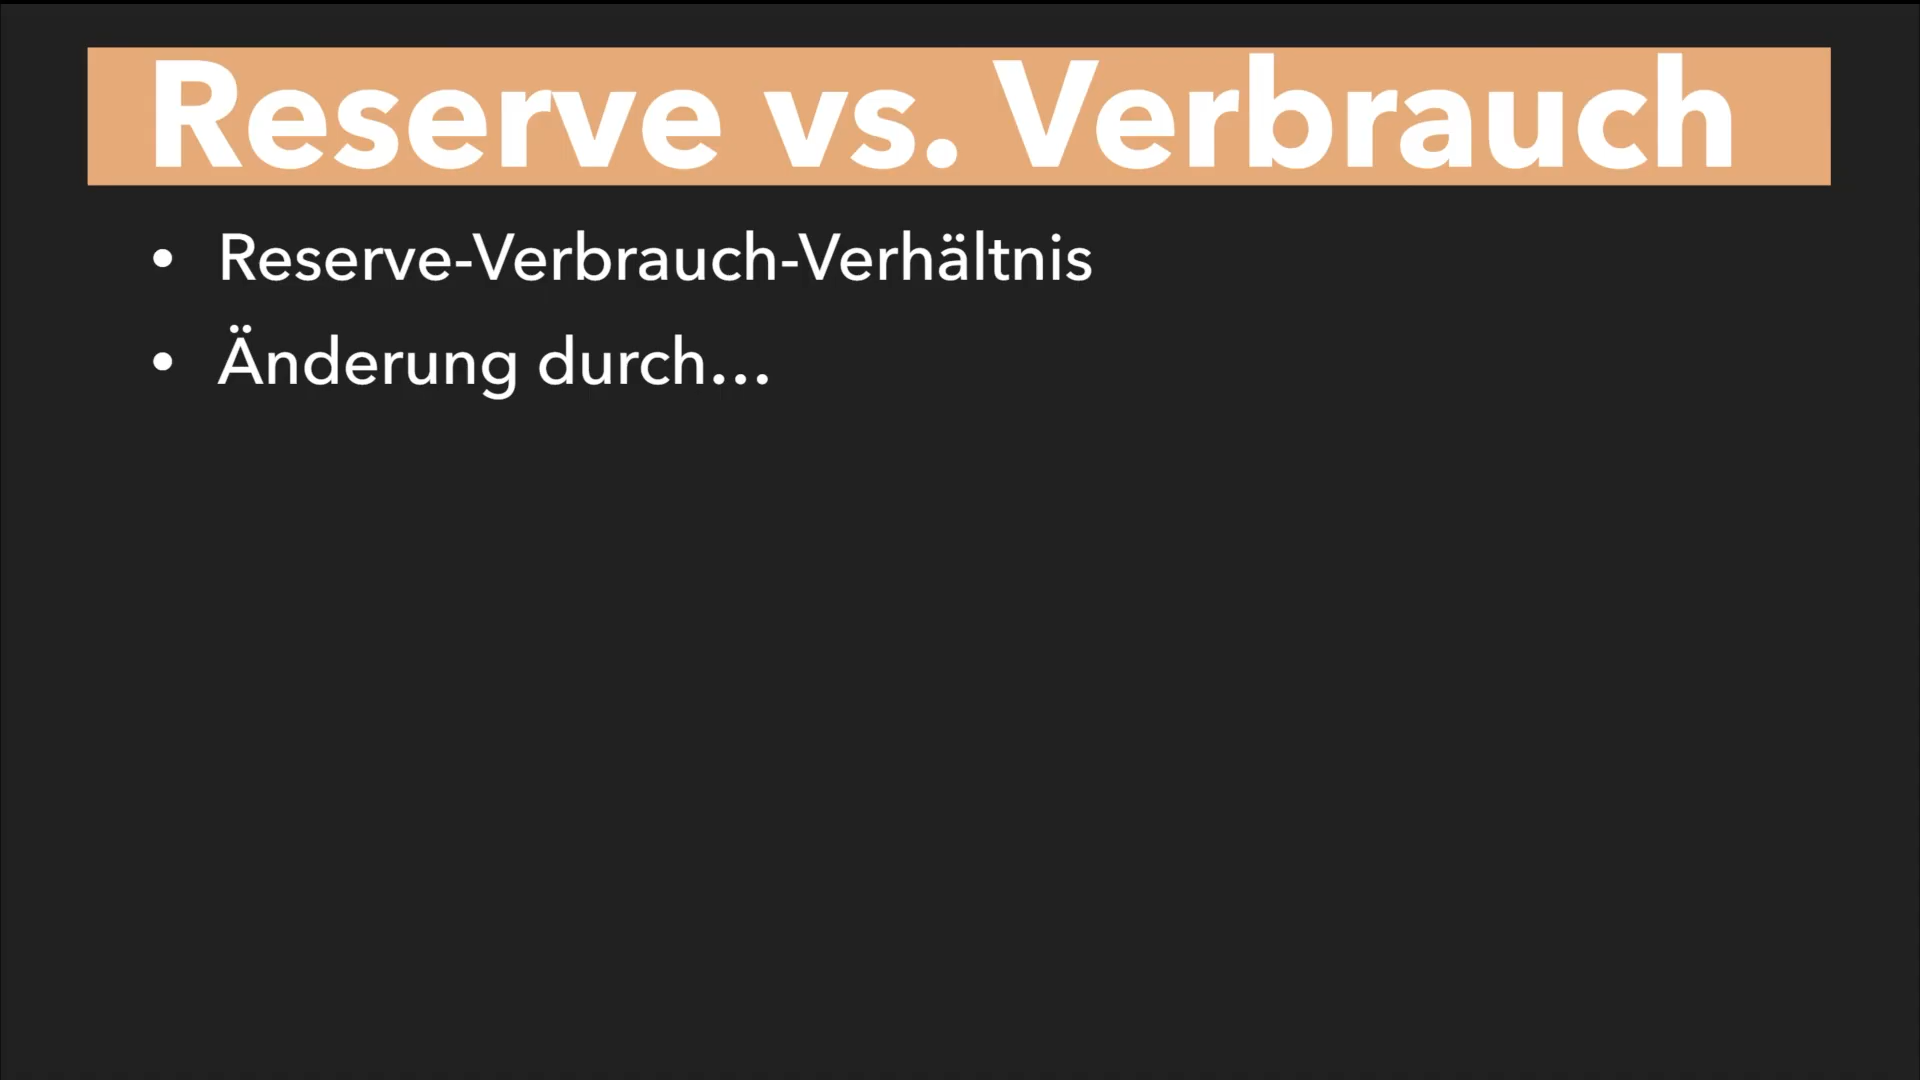 Reserve vs. Verbrauch
• Reserve-Verbrauch-Verhältnis
• Änderung durch…